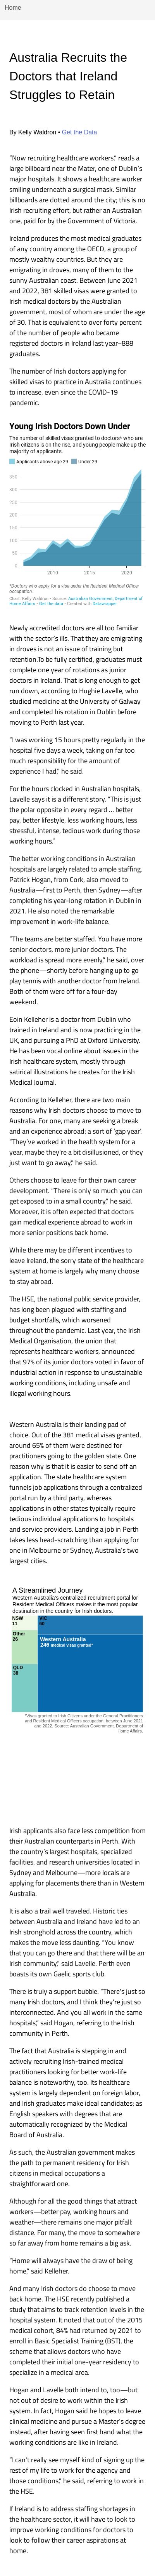 Home
Australia Recruits the
Doctors that Ireland
Struggles to Retain
By Kelly Waldron • Get the Data
“Now recruiting healthcare workers,” reads a
large billboard near the Mater, one of Dublin’s
major hospitals. It shows a healthcare worker
smiling underneath a surgical mask. Similar
billboards are dotted around the city; this is no
Irish recruiting effort, but rather an Australian
one, paid for by the Government of Victoria.
Ireland produces the most medical graduates
of any country among the OECD, a group of
mostly wealthy countries. But they are
emigrating in droves, many of them to the
sunny Australian coast. Between June 2021
and 2022, 381 skilled visas were granted to
Irish medical doctors by the Australian
government, most of whom are under the age
of 30. That is equivalent to over forty percent
of the number of people who became
registered doctors in Ireland last year–888
graduates.
The number of Irish doctors applying for
skilled visas to practice in Australia continues
to increase, even since the COVID-19
pandemic.
Young Irish Doctors Down Under
The number of skilled visas granted to doctors* who are
Irish citizens is on the rise, and young people make up the
majority of applicants.
Applicants above age 29 Under 29
350
300
250
200
150
100
50
0
2010 2015 2020
*Doctors who apply for a visa under the Resident Medical Officer
occupation.
Chart: Kelly Waldron • Source: Australian Government, Department of
Home Affairs • Get the data • Created with Datawrapper
Newly accredited doctors are all too familiar
with the sector’s ills. That they are emigrating
in droves is not an issue of training but
retention.To be fully certified, graduates must
complete one year of rotations as junior
doctors in Ireland. That is long enough to get
ran down, according to Hughe Lavelle, who
studied medicine at the University of Galway
and completed his intern in Dublin before
moving to Perth last year.
“I was working 15 hours pretty regularly in the
hospital five days a week, taking on far too
much responsibility for the amount of
experience I had,” he said.
For the hours clocked in Australian hospitals,
Lavelle says it is a different story. “This is just
the polar opposite in every regard … better
pay, better lifestyle, less working hours, less
stressful, intense, tedious work during those
working hours.”
The better working conditions in Australian
hospitals are largely related to ample staffing.
Patrick Hogan, from Cork, also moved to
Australia—first to Perth, then Sydney—after
completing his year-long rotation in Dublin in
2021. He also noted the remarkable
improvement in work-life balance.
“The teams are better staffed. You have more
senior doctors, more junior doctors. The
workload is spread more evenly,” he said, over
the phone—shortly before hanging up to go
play tennis with another doctor from Ireland.
Both of them were off for a four-day
weekend.
Eoin Kelleher is a doctor from Dublin who
trained in Ireland and is now practicing in the
UK, and pursuing a PhD at Oxford University.
He has been vocal online about issues in the
Irish healthcare system, mostly through
satirical illustrations he creates for the Irish
Medical Journal.
According to Kelleher, there are two main
reasons why Irish doctors choose to move to
Australia. For one, many are seeking a break
and an experience abroad; a sort of ‘gap year’.
“They’ve worked in the health system for a
year, maybe they’re a bit disillusioned, or they
just want to go away,” he said.
Others choose to leave for their own career
development. “There is only so much you can
get exposed to in a small country,” he said.
Moreover, it is often expected that doctors
gain medical experience abroad to work in
more senior positions back home.
While there may be different incentives to
leave Ireland, the sorry state of the healthcare
system at home is largely why many choose
to stay abroad.
The HSE, the national public service provider,
has long been plagued with staffing and
budget shortfalls, which worsened
throughout the pandemic. Last year, the Irish
Medical Organisation, the union that
represents healthcare workers, announced
that 97% of its junior doctors voted in favor of
industrial action in response to unsustainable
working conditions, including unsafe and
illegal working hours.
Western Australia is their landing pad of
choice. Out of the 381 medical visas granted,
around 65% of them were destined for
practitioners going to the golden state. One
reason why is that it is easier to send off an
application. The state healthcare system
funnels job applications through a centralized
portal run by a third party, whereas
applications in other states typically require
submitting individual applications to hospitals
and service providers. Landing a job in Perth
takes less head-scratching than applying for
one in Melbourne or Sydney, Australia’s two
largest cities.
A Streamlined Journey
Western Australia’s centralized recruitment portal for
Resident Medical Officers makes it the most popular
destination in the country for Irish doctors.
NSW
11
VIC
60
Other
26
Western Australia
246 medical visas granted*
QLD
38
*Visas granted to Irish Citizens under the General Practitioners
and Resident Medical Officers occupation, between June 2021
and 2022. Source: Australian Government, Department of
Home Affairs.
Irish applicants also face less competition from
their Australian counterparts in Perth. With
the country’s largest hospitals, specialized
facilities, and research universities located in
Sydney and Melbourne—more locals are
applying for placements there than in Western
Australia.
It is also a trail well traveled. Historic ties
between Australia and Ireland have led to an
Irish stronghold across the country, which
makes the move less daunting. “You know
that you can go there and that there will be an
Irish community,” said Lavelle. Perth even
boasts its own Gaelic sports club.
There is truly a support bubble. “There’s just so
many Irish doctors, and I think they’re just so
interconnected. And you all work in the same
hospitals,” said Hogan, referring to the Irish
community in Perth.
The fact that Australia is stepping in and
actively recruiting Irish-trained medical
practitioners looking for better work-life
balance is noteworthy, too. Its healthcare
system is largely dependent on foreign labor,
and Irish graduates make ideal candidates; as
English speakers with degrees that are
automatically recognized by the Medical
Board of Australia.
As such, the Australian government makes
the path to permanent residency for Irish
citizens in medical occupations a
straightforward one.
Although for all the good things that attract
workers—better pay, working hours and
weather—there remains one major pitfall:
distance. For many, the move to somewhere
so far away from home remains a big ask.
“Home will always have the draw of being
home,” said Kelleher.
And many Irish doctors do choose to move
back home. The HSE recently published a
study that aims to track retention levels in the
hospital system. It noted that out of the 2015
medical cohort, 84% had returned by 2021 to
enroll in Basic Specialist Training (BST), the
scheme that allows doctors who have
completed their initial one-year residency to
specialize in a medical area.
Hogan and Lavelle both intend to, too—but
not out of desire to work within the Irish
system. In fact, Hogan said he hopes to leave
clinical medicine and pursue a Master’s degree
instead, after having seen first hand what the
working conditions are like in Ireland.
“I can’t really see myself kind of signing up the
rest of my life to work for the agency and
those conditions,” he said, referring to work in
the HSE.
If Ireland is to address staffing shortages in
the healthcare sector, it will have to look to
improve working conditions for doctors to
look to follow their career aspirations at
home.